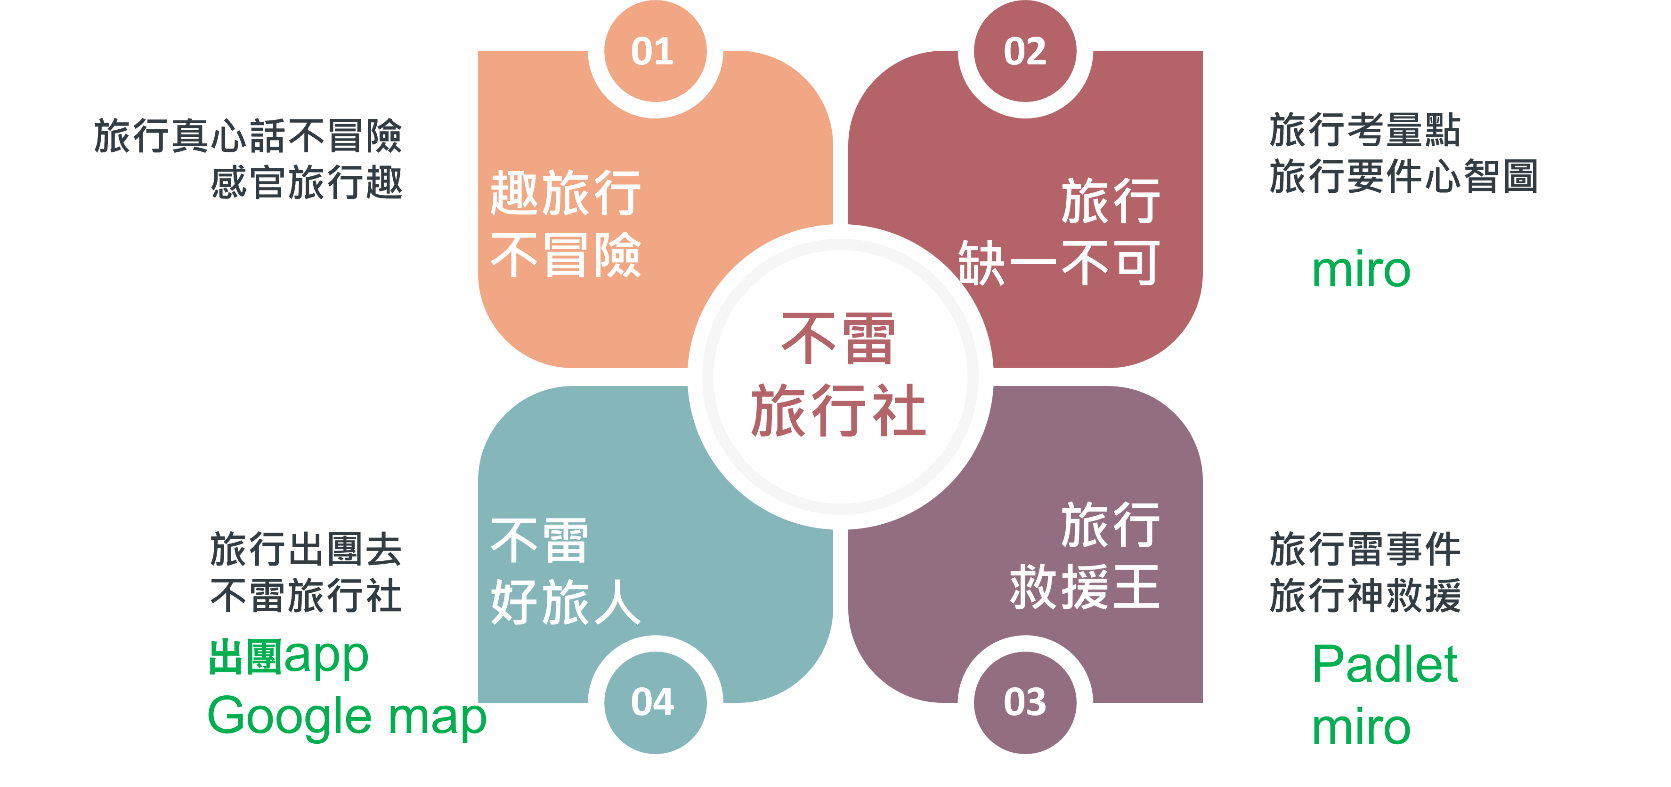 01
旅行真心話不冒險
感官旅行趣
趣旅行
不冒險
02
旅行
缺一不可
旅行考量點
旅行要件心智圖
miro
不雷
旅行社
旅行出團去
不雷旅行社
出團app
Google map
不雷
好旅人
04
旅行
救援王
03
旅行雷事件
旅行神救援
Padlet
miro